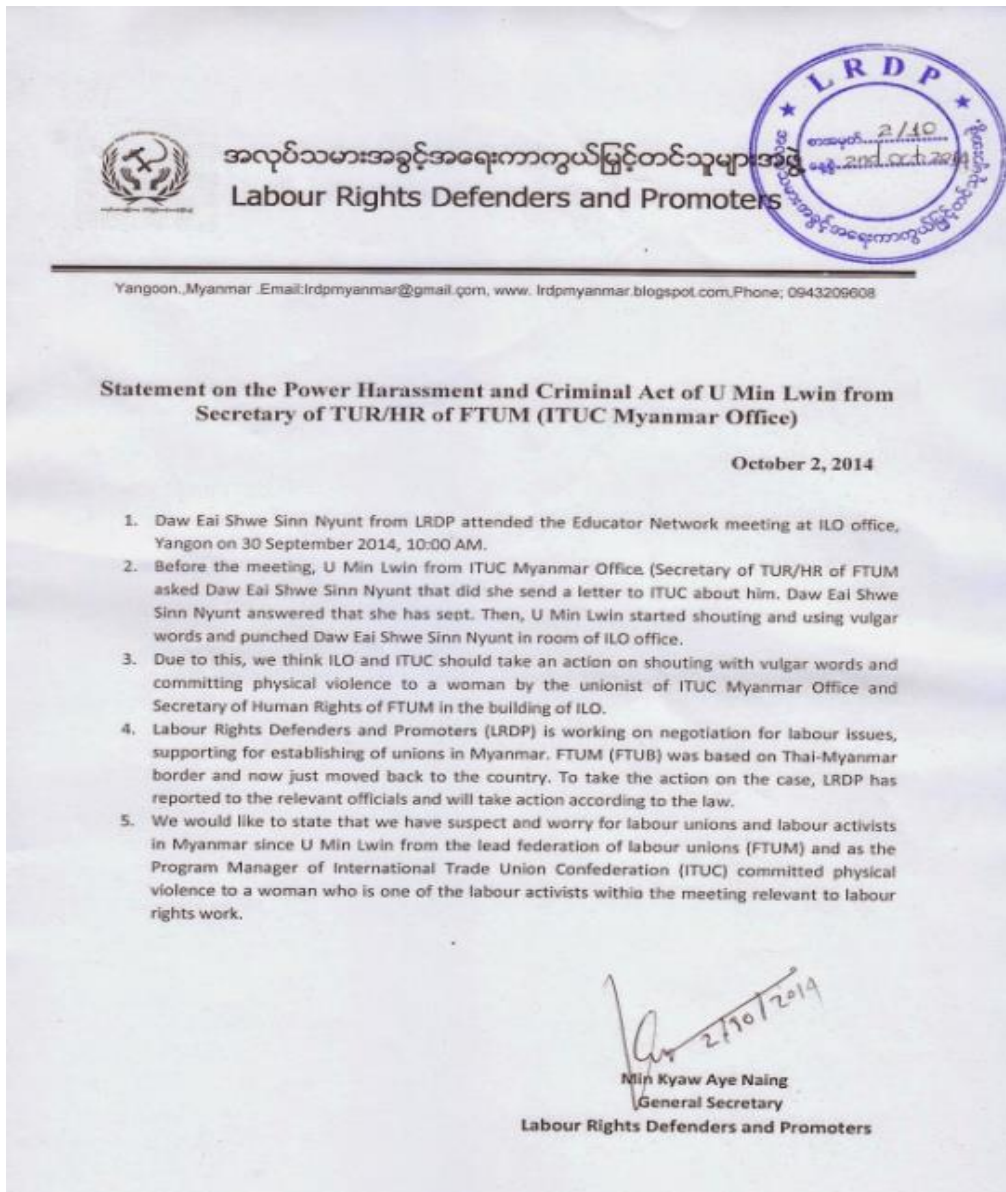 LRDP
စာအမှတ် 2/10
နေ့စွဲ 2nd Oct 2014
အလုပ်သမားအခွင့်အရေးကာကွယ်မြှင့်တင်သူများအဖွဲ့
Labour Rights Defenders and Promoters
Yangoon.,Myanmar .Email:lrdpmyanmar@gmail.com, www. lrdpmyanmar.blogspot.com,Phone; 0943209608
Statement on the Power Harassment and Criminal Act of U Min Lwin from
Secretary of TUR/HR of FTUM (ITUC Myanmar Office)
October 2, 2014
1. Daw Eai Shwe Sinn Nyunt from LRDP attended the Educator Network meeting at ILO office,
Yangon on 30 September 2014, 10:00 AM.
2. Before the meeting, U Min Lwin from ITUC Myanmar Office (Secretary of TUR/HR of FTUM
asked Daw Eai Shwe Sinn Nyunt that did she send a letter to ITUC about him. Daw Eai Shwe
Sinn Nyunt answered that she has sent. Then, U Min Lwin started shouting and using vulgar
words and punched Daw Eai Shwe Sinn Nyunt in room of ILO office.
3. Due to this, we think ILO and ITUC should take an action on shouting with vulgar words and
committing physical violence to a woman by the unionist of ITUC Myanmar Office and
Secretary of Human Rights of FTUM in the building of ILO.
4. Labour Rights Defenders and Promoters (LRDP) is working on negotiation for labour issues,
supporting for establishing of unions in Myanmar. FTUM (FTUB) was based on Thai-Myanmar
border and now just moved back to the country. To take the action on the case, LRDP has
reported to the relevant officials and will take action according to the law.
5. We would like to state that we have suspect and worry for labour unions and labour activists
in Myanmar since U Min Lwin from the lead federation of labour unions (FTUM) and as the
Program Manager of International Trade Union Confederation (ITUC) committed physical
violence to a woman who is one of the labour activists within the meeting relevant to labour
rights work.
2/10/2014
Min Kyaw Aye Naing
General Secretary
Labour Rights Defenders and Promoters